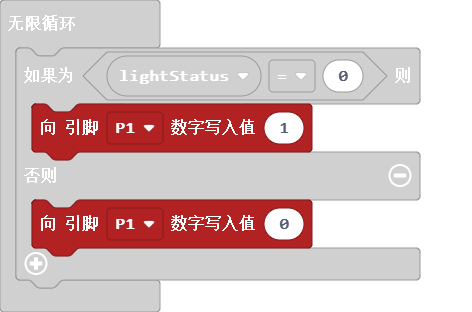 无限循环
如果为 lightStatus = 0 则
向 引脚 P1 数字写入值 1
否则
向 引脚 P1 数字写入值 0